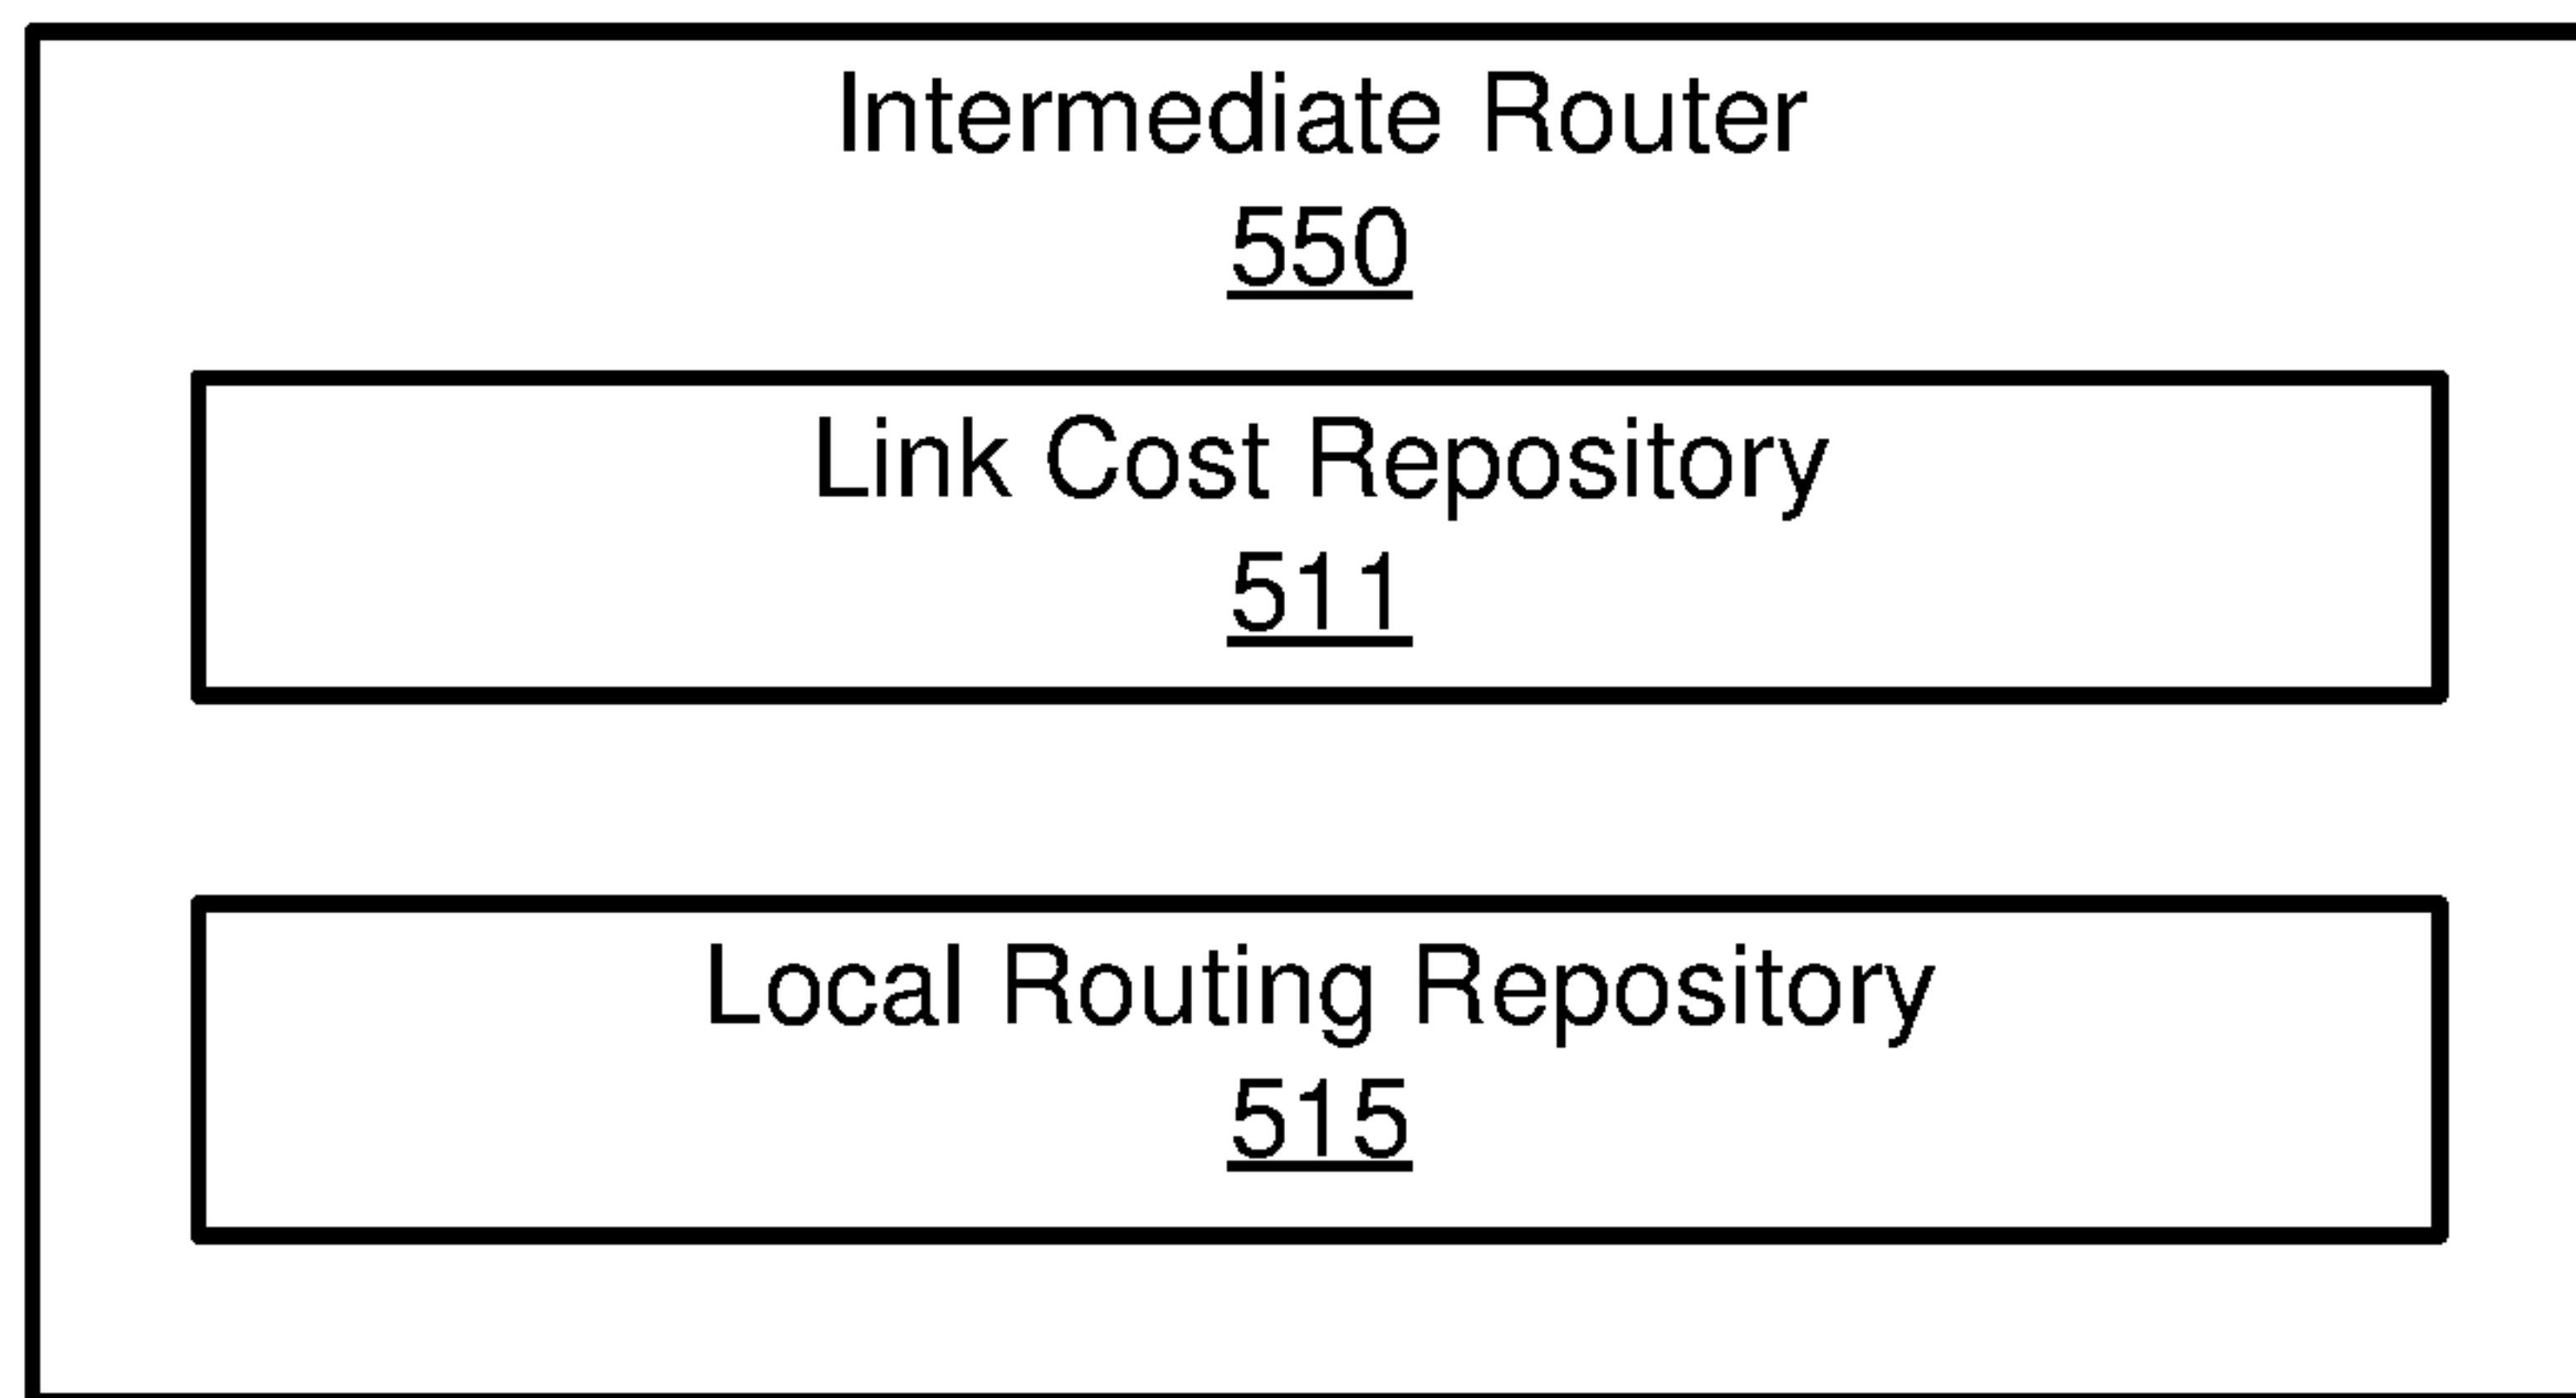 Intermediate Router
550
Link Cost Repository
511
Local Routing Repository
515